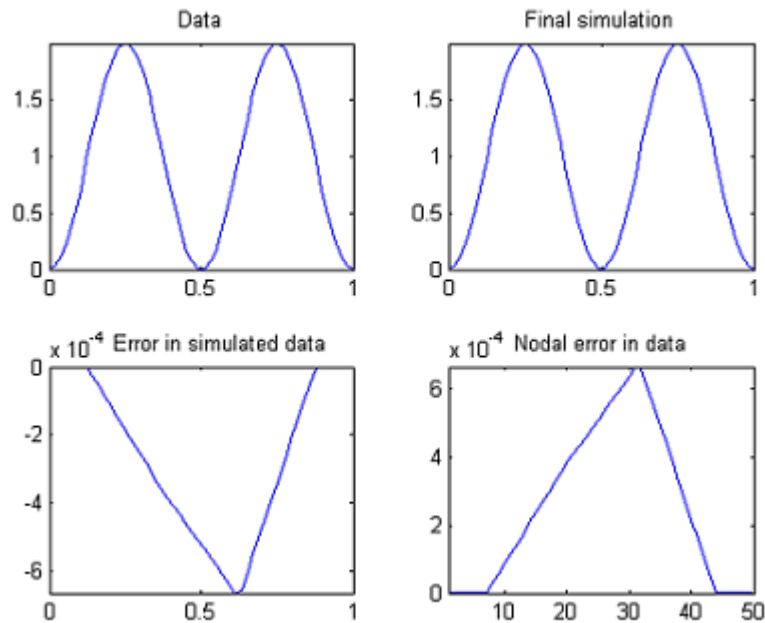 Data
1.5
1
0.5
0
0 0.5 1
Final simulation
1.5
1
0.5
0
0 0.5 1
x 10-4 Error in simulated data
0
-2
-4
-6
0 0.5 1
x 10-4 Nodal error in data
6
4
2
0
10 20 30 40 50